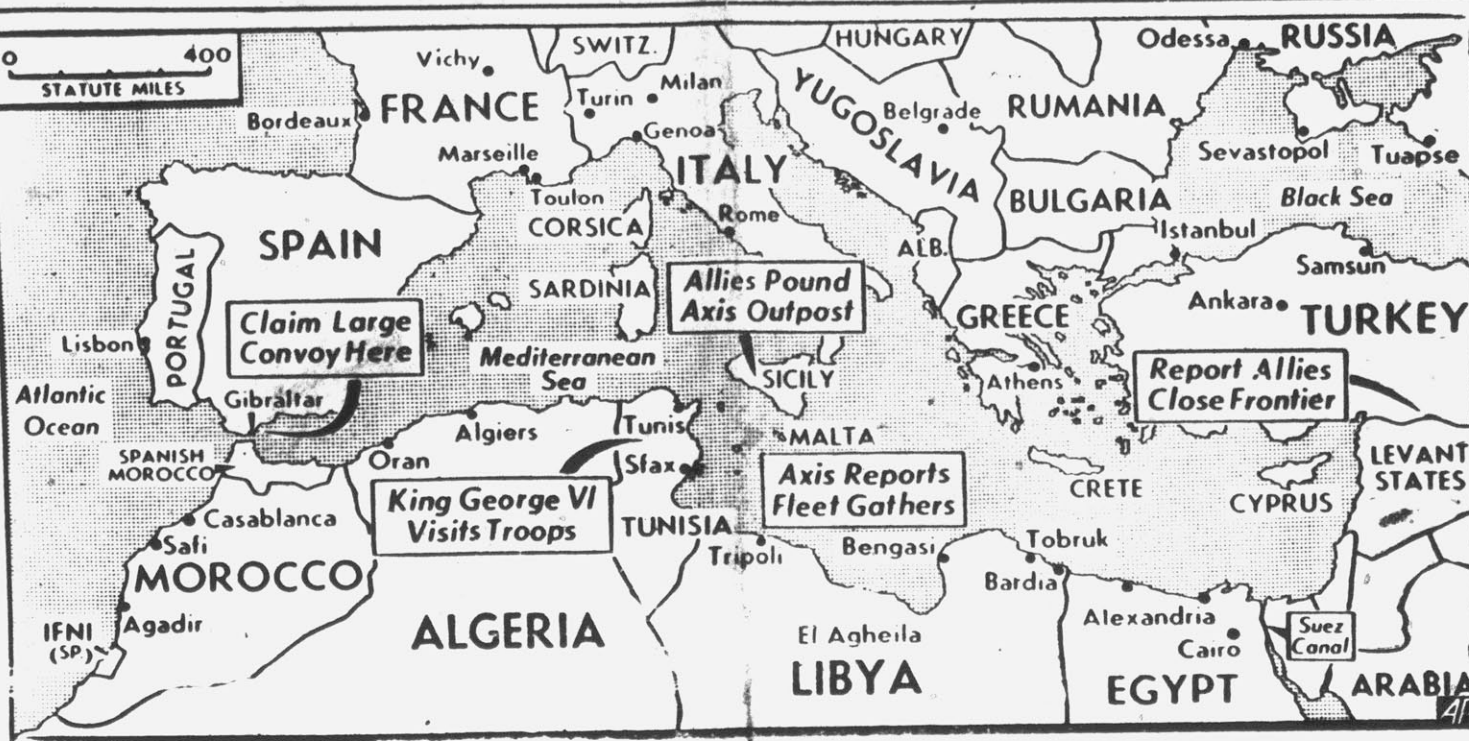 0 400
STATUTE MILES
Vichy
SWITZ.
HUNGARY
Odessa
RUSSIA
FRANCE
Turin
Milan
YUGOSLAVIA
Belgrade
RUMANIA
Bordeaux
Genoa
Marseille
ITALY
Sevastopol
Tuapse
Toulon
CORSICA
Rome
BULGARIA
Black Sea
SPAIN
ALB.
Istanbul
PORTUGAL
SARDINIA
Allies Pound
Axis Outpost
Samsun
Ankara
TURKEY
GREECE
Claim Large
Convoy Here
Lisbon
Mediterranean
Sea
SICILY
Athens
Report Allies
Close Frontier
Atlantic
Ocean
Gibraltar
Algiers
Tunis
MALTA
SPANISH
MOROCCO
Oran
Sfax
Axis Reports
Fleet Gathers
CRETE
CYPRUS
LEVANT
STATES
King George VI
Visits Troops
TUNISIA
Casablanca
Safi
MOROCCO
Tripoli
Bengasi
Tobruk
Bardia
Agadir
IFNI
(SP.)
ALGERIA
El Agheila
LIBYA
Alexandria
Cairo
EGYPT
Suez
Canal
ARABIA